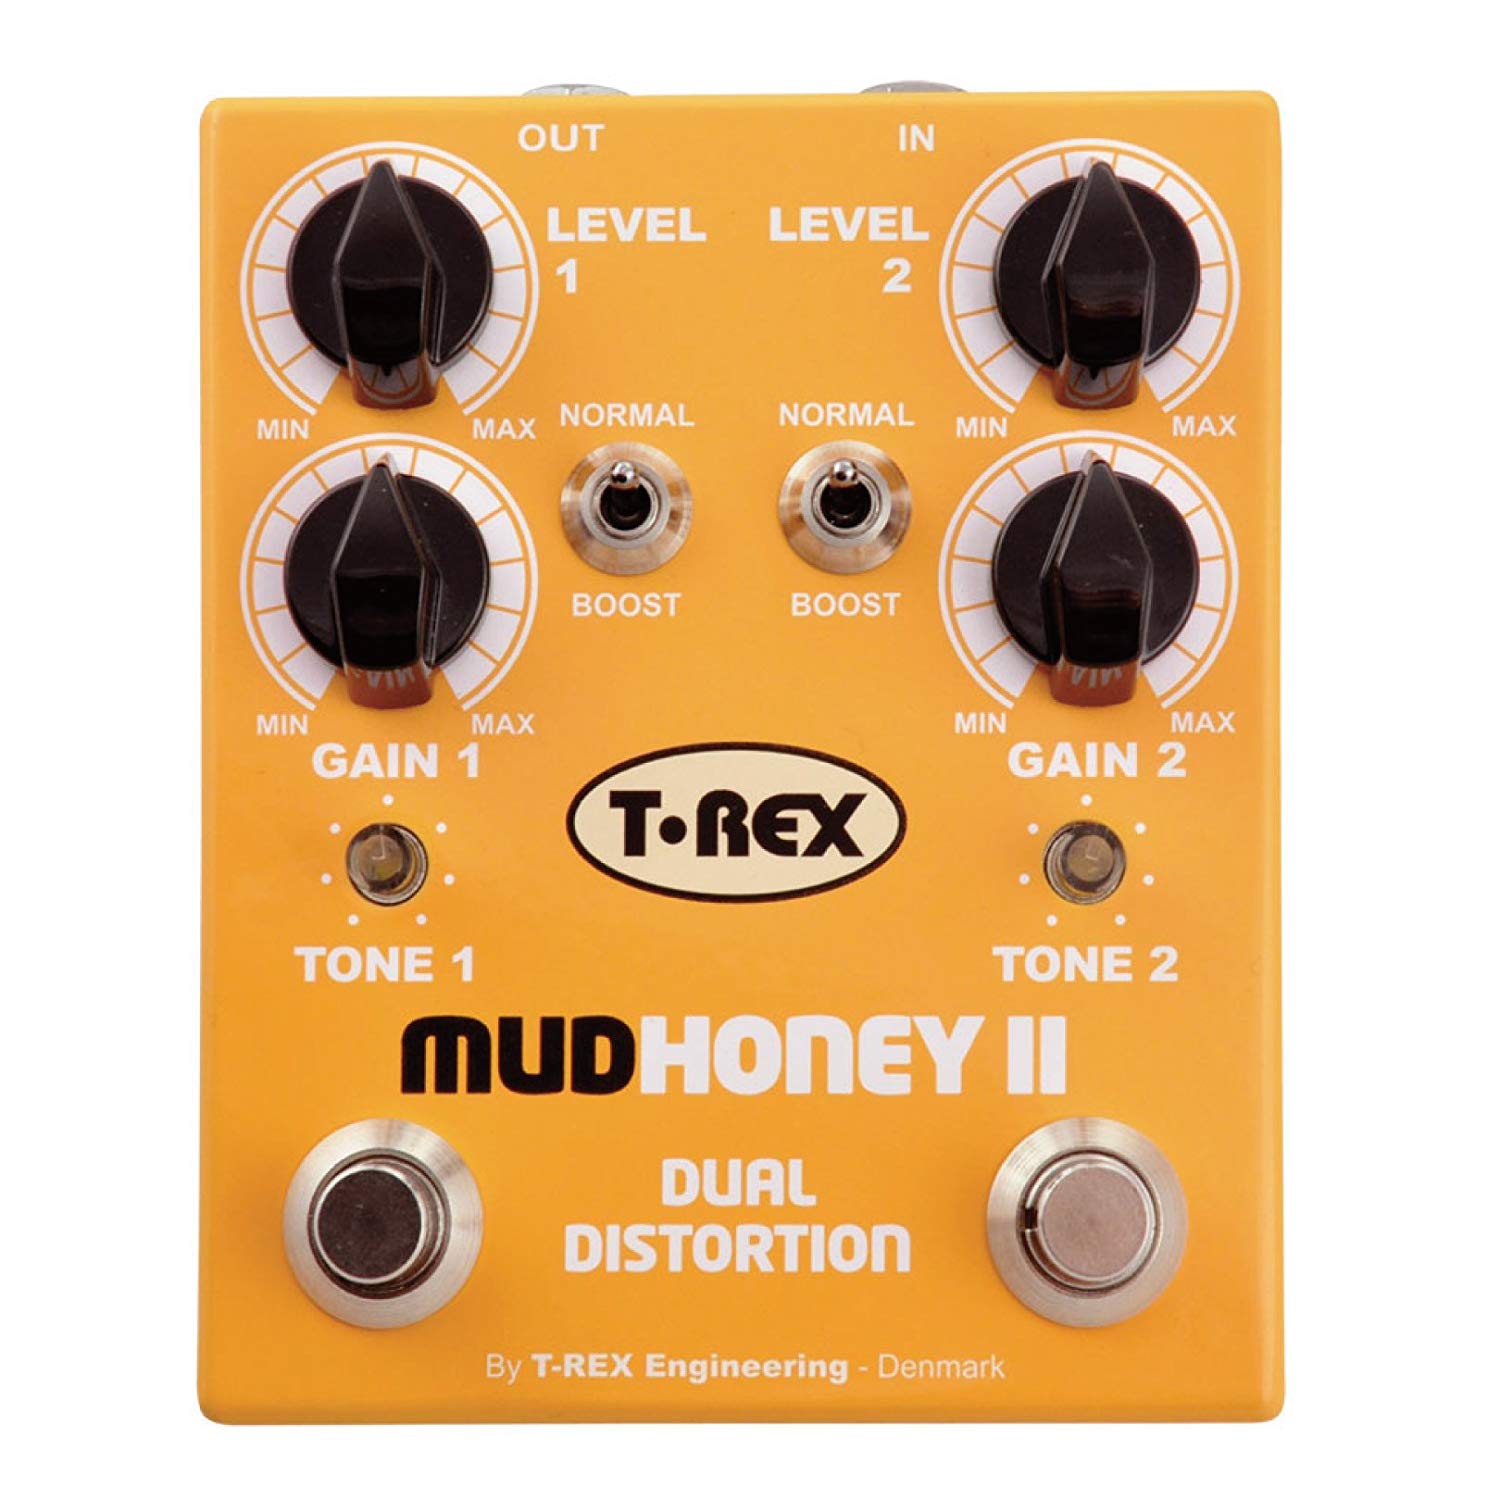 OUT IN
LEVEL 1
LEVEL 2
MIN MAX
MIN MAX
NORMAL
NORMAL
BOOST
BOOST
MIN MAX
MIN MAX
GAIN 1
GAIN 2
T•REX
TONE 1
TONE 2
MUDHONEY II
DUAL
DISTORTION
By T-REX Engineering - Denmark